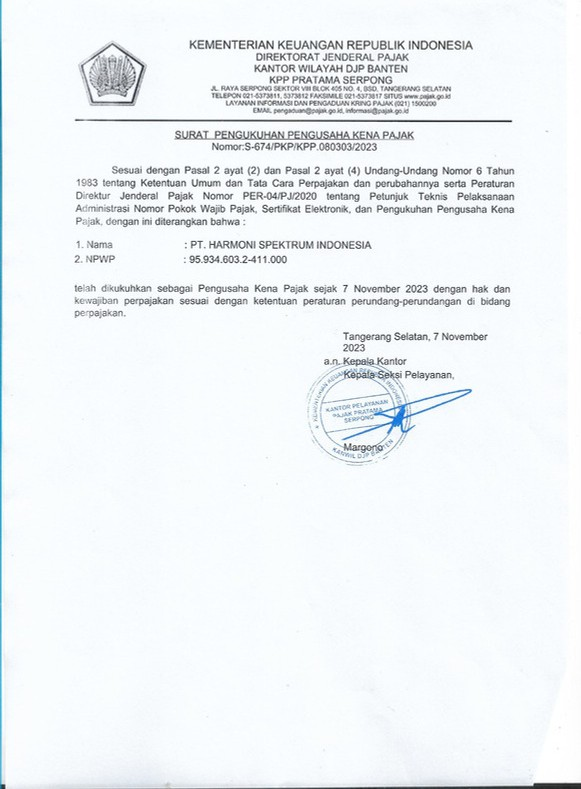 KEMENTERIAN KEUANGAN REPUBLIK INDONESIA
DIREKTORAT JENDERAL PAJAK
KANTOR WILAYAH DJP BANTEN
KPP PRATAMA SERPONG
JL. RAYA SERPONG SEKTOR VIII BLOK 405 NO. 4, BSD, TANGERANG SELATAN
TELEPON 021-5373811, 5373812 FAKSIMILE 021-5373817 SITUS www.pajak.go.id
LAYANAN INFORMASI DAN PENGADUAN KRING PAJAK (021) 1500200
EMAIL pengaduan@pajak.go.id, informasi@pajak.go.id
SURAT PENGUKUHAN PENGUSAHA KENA PAJAK
Nomor:S-674/PKP/KPP.080303/2023
Sesuai dengan Pasal 2 ayat (2) dan Pasal 2 ayat (4) Undang-Undang Nomor 6 Tahun
1983 tentang Ketentuan Umum dan Tata Cara Perpajakan dan perubahannya serta Peraturan
Direktur Jenderal Pajak Nomor PER-04/PJ/2020 tentang Petunjuk Teknis Pelaksanaan
Administrasi Nomor Pokok Wajib Pajak, Sertifikat Elektronik, dan Pengukuhan Pengusaha Kena
Pajak, dengan ini diterangkan bahwa :
1. Nama : PT. HARMONI SPEKTRUM INDONESIA
2. NPWP : 95.934.603.2-411.000
telah dikukuhkan sebagai Pengusaha Kena Pajak sejak 7 November 2023 dengan hak dan
kewajiban perpajakan sesuai dengan ketentuan peraturan perundang-perundangan di bidang
perpajakan.
Tangerang Selatan, 7 November
2023
a.n. Kepala Kantor
Kepala Seksi Pelayanan,
KEMENTERIAN KEUANGAN REPUBLIK INDONESIA
KANTOR PELAYANAN
PAJAK PRATAMA
SERPONG
KANWIL DJP BANTEN
Margono